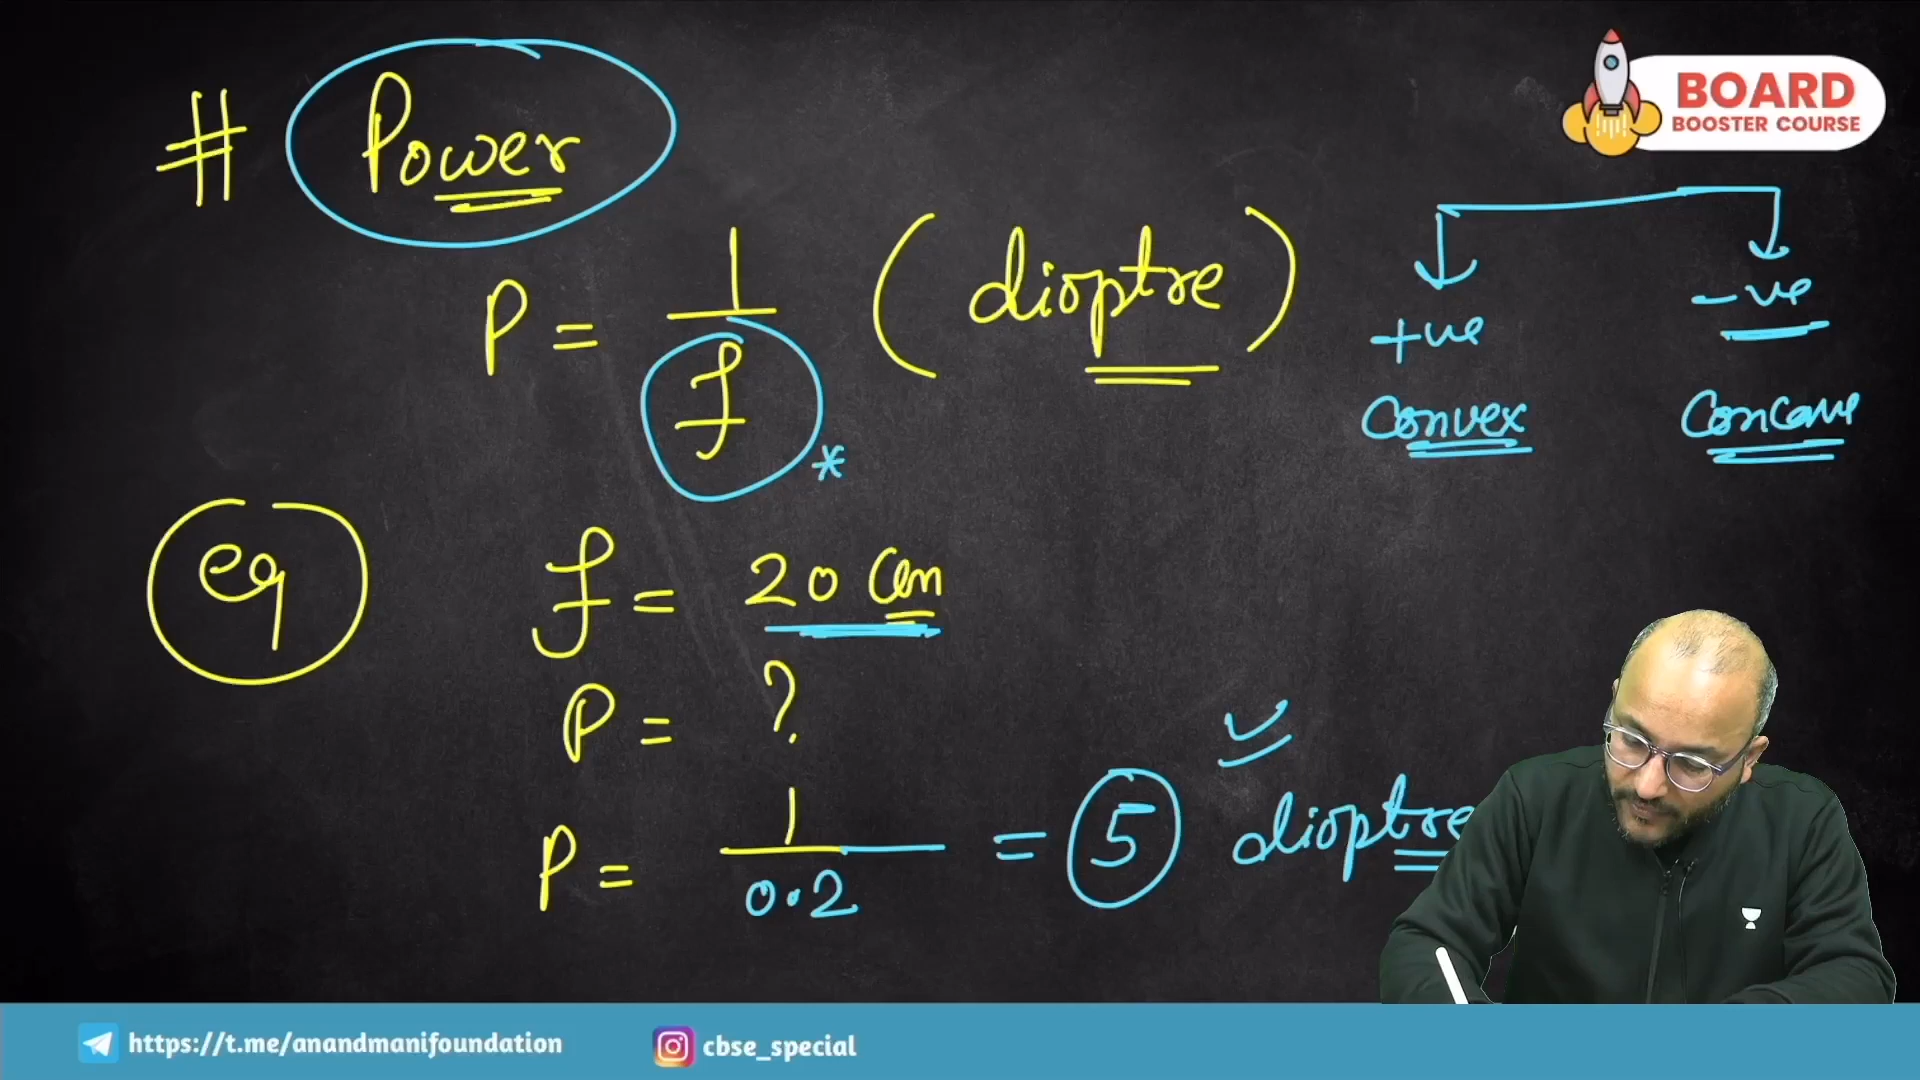 # Power
BOARD
BOOSTER COURSE
P = 1/f (dioptre)
+ve
-ve
Convex
Concave
eg
f = 20 cm
P = ?
P = 1/0.2 = 5 dioptre
https://t.me/anandmanifoundation
cbse_special